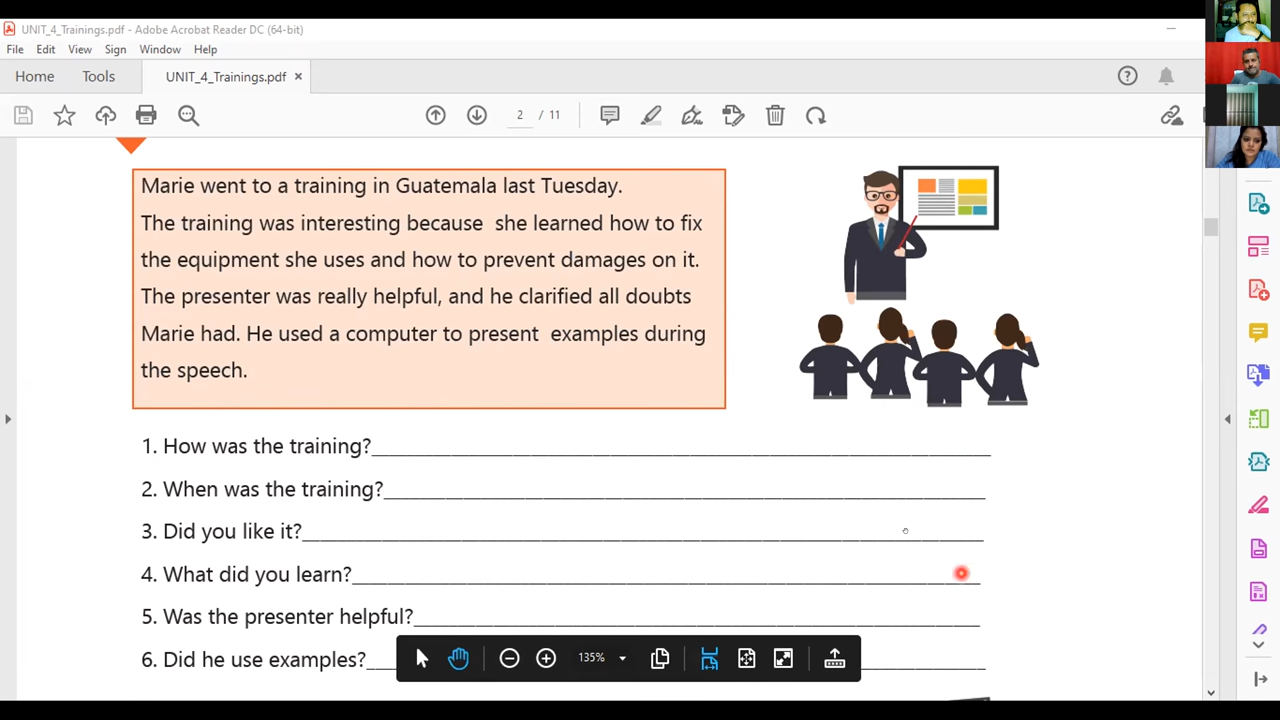 UNIT_4_Trainings.pdf - Adobe Acrobat Reader DC (64-bit)
File Edit View Sign Window Help
Home Tools UNIT_4_Trainings.pdf ×
2 / 11
Marie went to a training in Guatemala last Tuesday.
The training was interesting because she learned how to fix
the equipment she uses and how to prevent damages on it.
The presenter was really helpful, and he clarified all doubts
Marie had. He used a computer to present examples during
the speech.
1. How was the training?
2. When was the training?
3. Did you like it?
4. What did you learn?
5. Was the presenter helpful?
6. Did he use examples?
135%